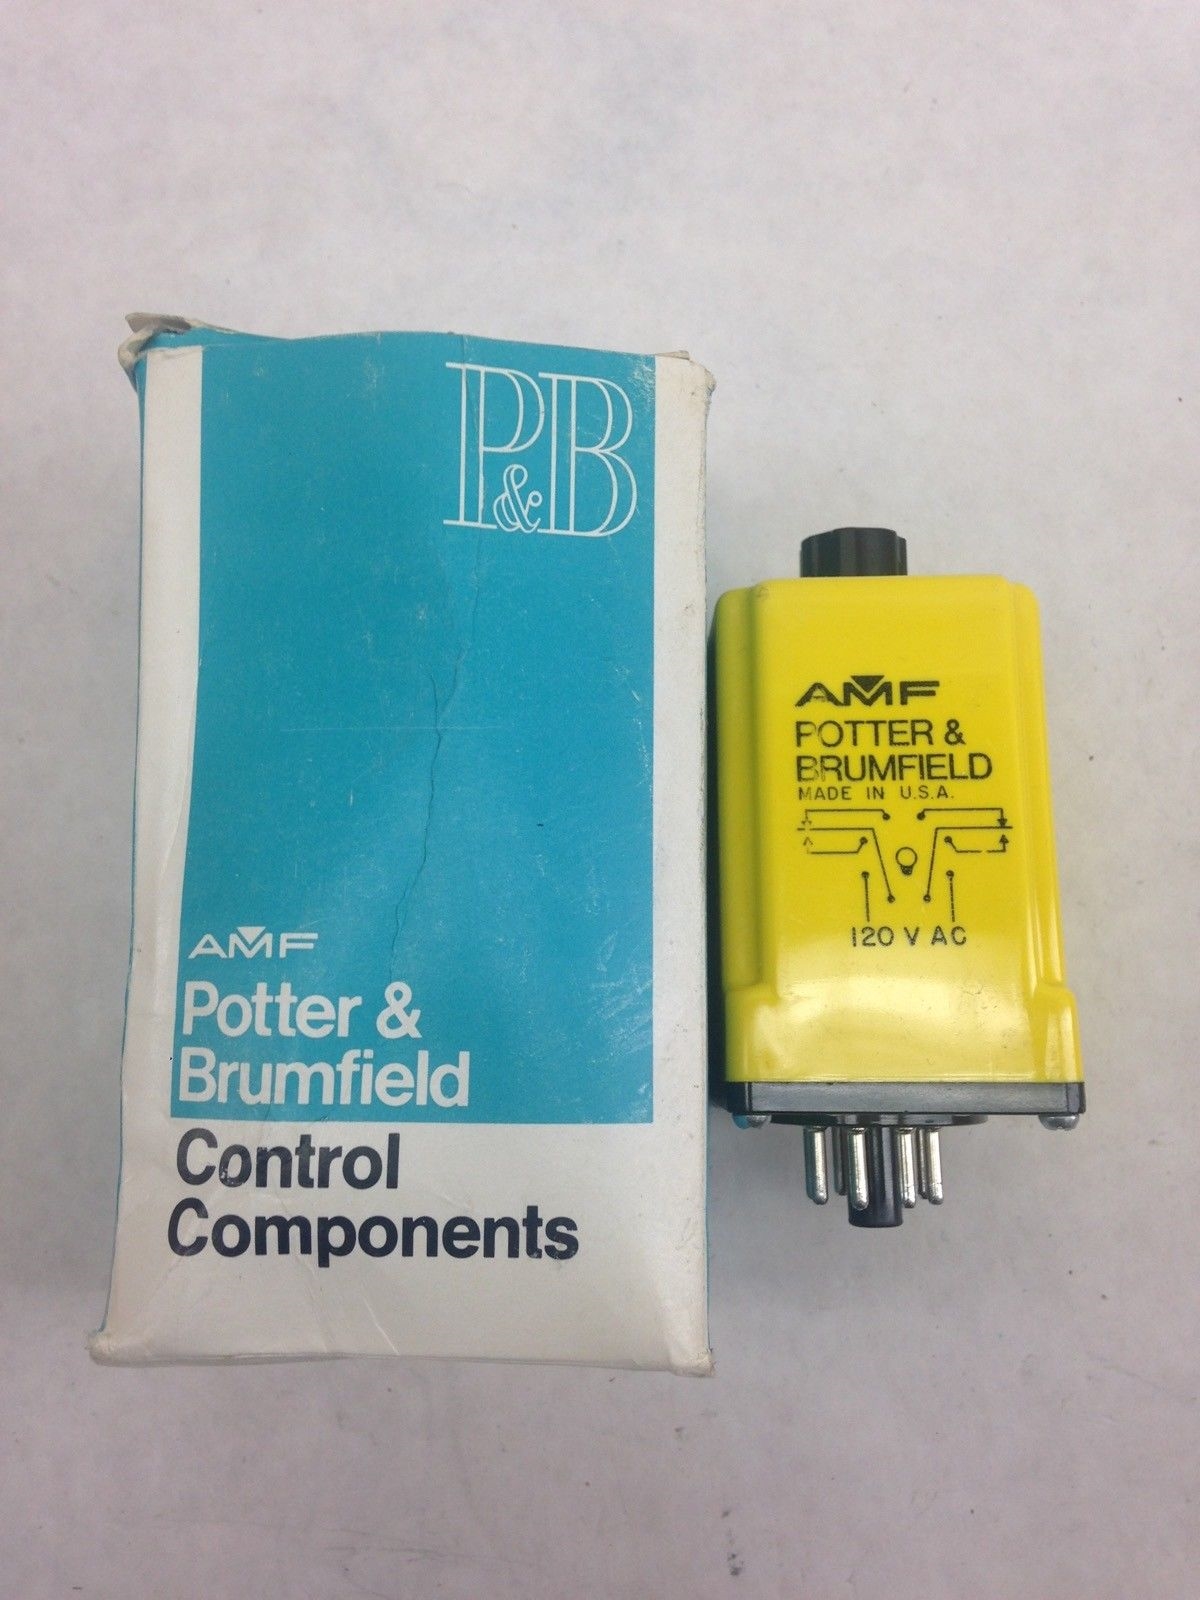 P&B
AMF
Potter &
Brumfield
Control
Components
AMF
POTTER &
BRUMFIELD
MADE IN U.S.A.
120 V AC